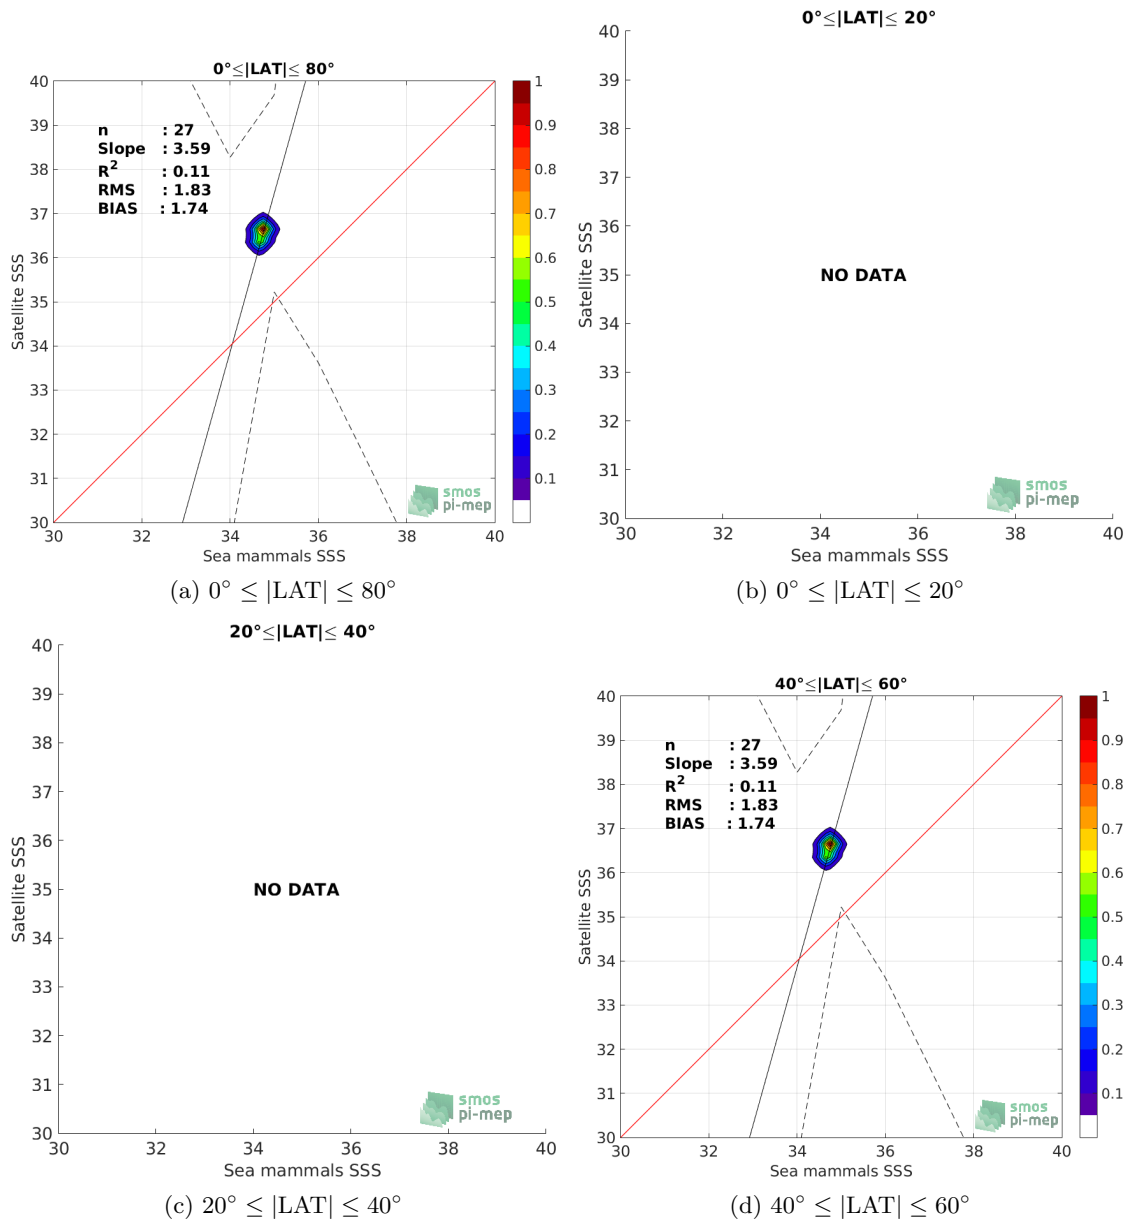 0°≤|LAT|≤ 80°
40
39
38
37
36
35
34
33
32
31
30
30 32 34 36 38 40
n : 27
Slope : 3.59
R² : 0.11
RMS : 1.83
BIAS : 1.74
Satellite SSS
Sea mammals SSS
smos
pi-mep
1
0.9
0.8
0.7
0.6
0.5
0.4
0.3
0.2
0.1
(a) 0° ≤ |LAT| ≤ 80°
0°≤|LAT|≤ 20°
40
39
38
37
36
35
34
33
32
31
30
30 32 34 36 38 40
NO DATA
Satellite SSS
Sea mammals SSS
smos
pi-mep
(b) 0° ≤ |LAT| ≤ 20°
20°≤|LAT|≤ 40°
40
39
38
37
36
35
34
33
32
31
30
30 32 34 36 38 40
NO DATA
Satellite SSS
Sea mammals SSS
smos
pi-mep
(c) 20° ≤ |LAT| ≤ 40°
40°≤|LAT|≤ 60°
40
39
38
37
36
35
34
33
32
31
30
30 32 34 36 38 40
n : 27
Slope : 3.59
R² : 0.11
RMS : 1.83
BIAS : 1.74
Satellite SSS
Sea mammals SSS
smos
pi-mep
1
0.9
0.8
0.7
0.6
0.5
0.4
0.3
0.2
0.1
(d) 40° ≤ |LAT| ≤ 60°